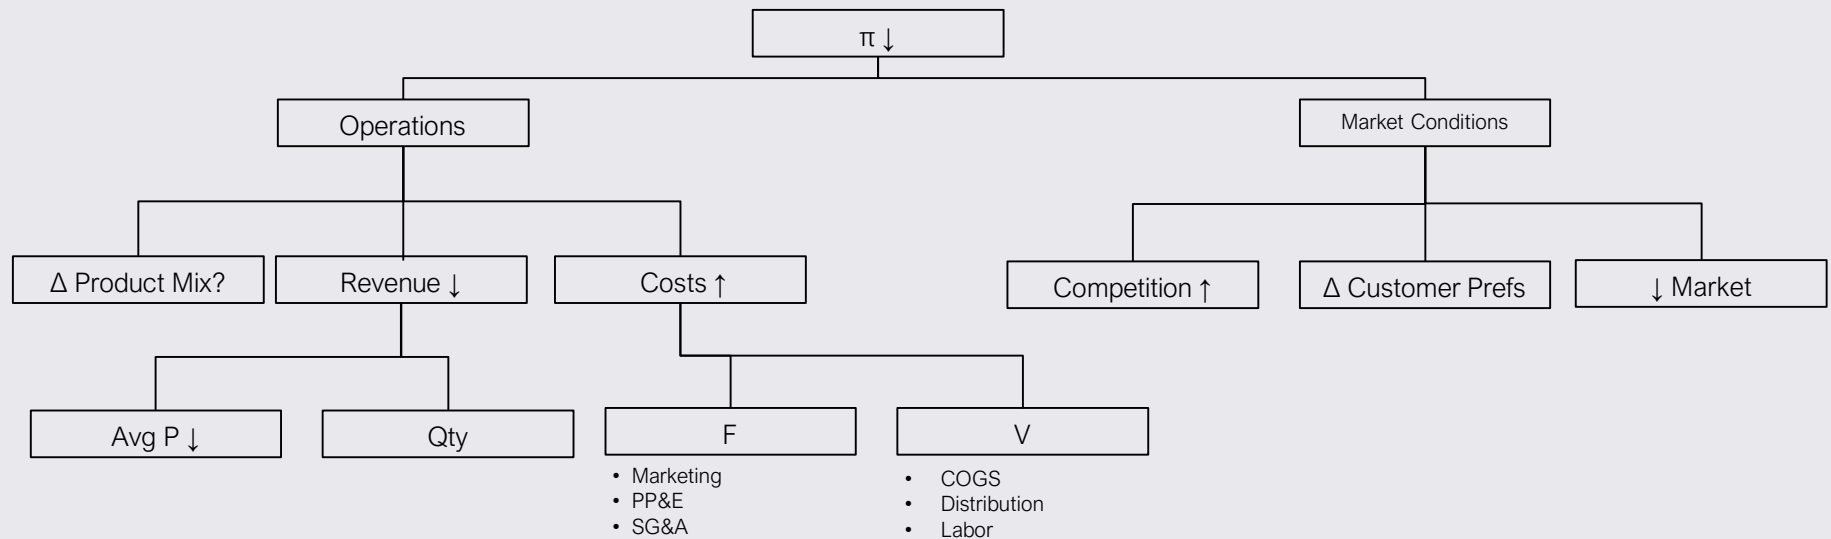 π ↓
Operations
Market Conditions
Δ Product Mix?
Revenue ↓
Costs ↑
Competition ↑
Δ Customer Prefs
↓ Market
Avg P ↓
Qty
F
V
• Marketing
• PP&E
• SG&A
• COGS
• Distribution
• Labor